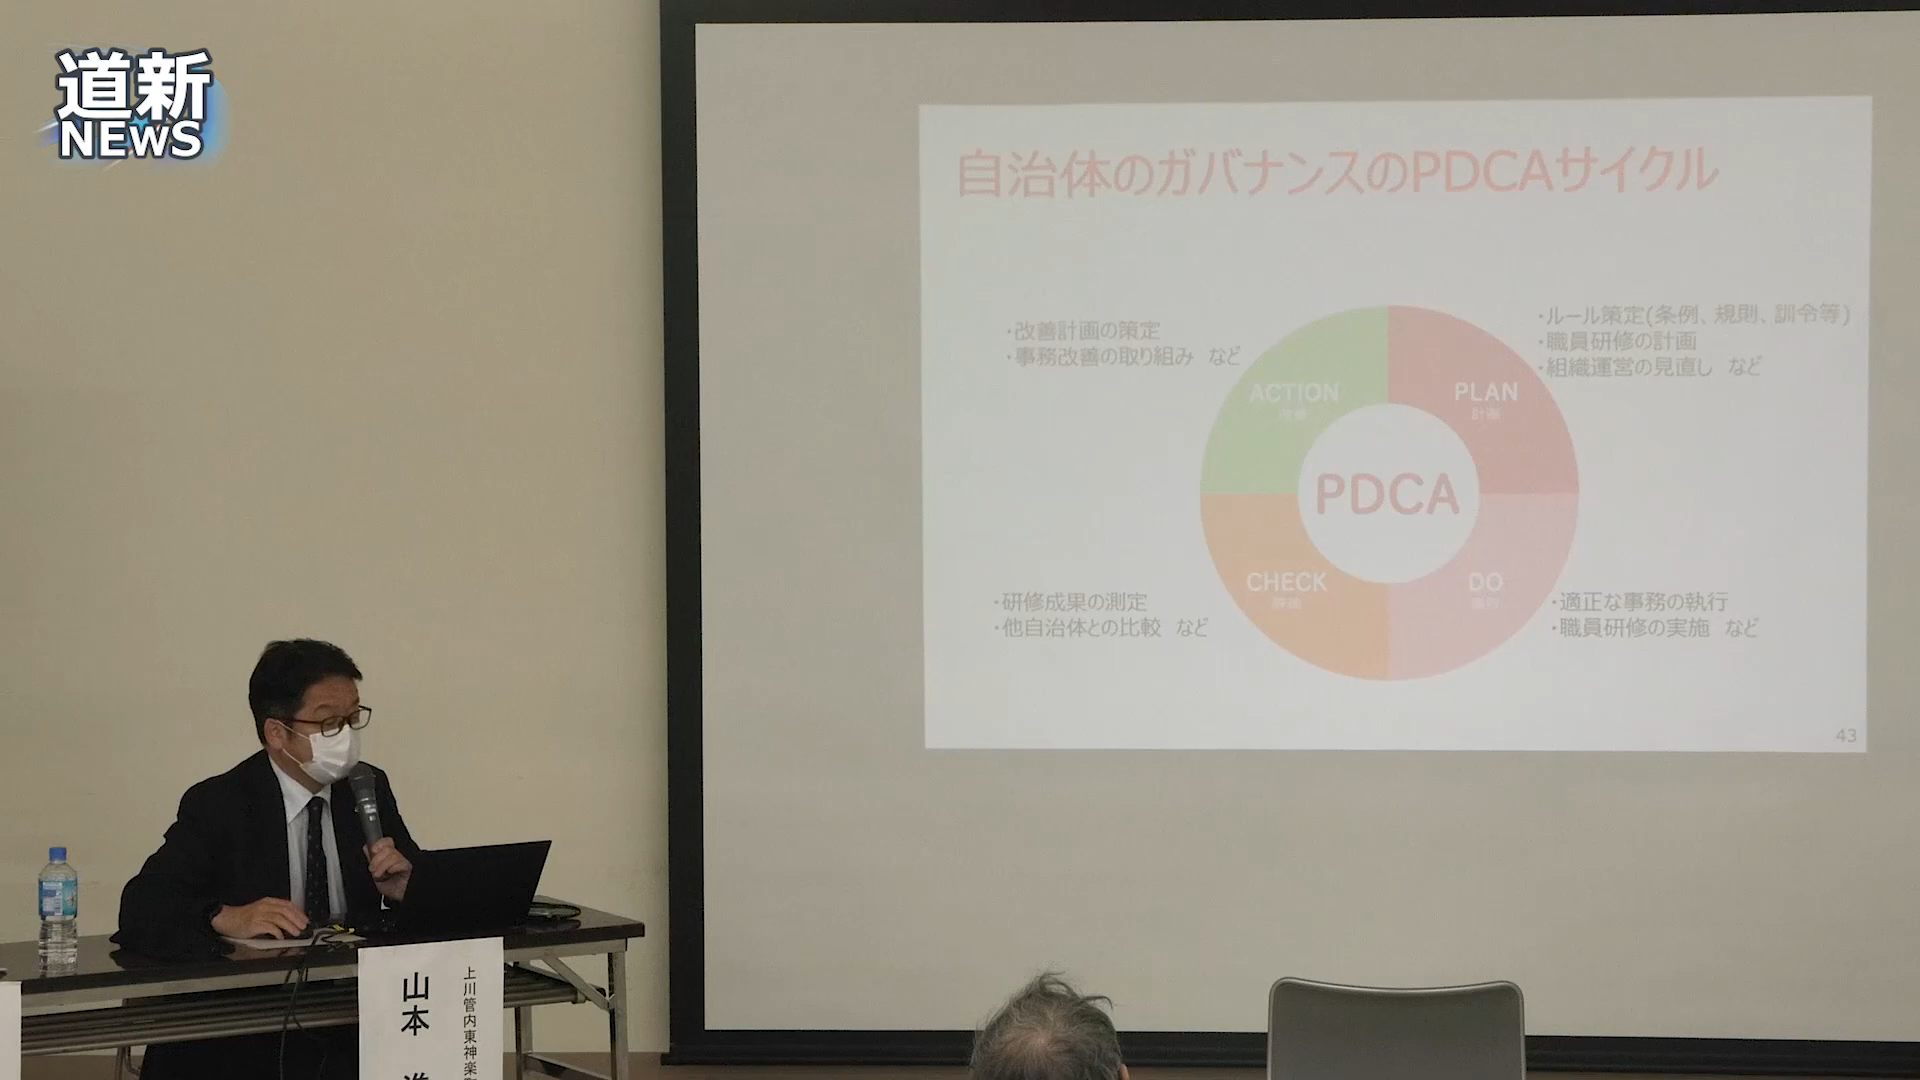 道新
NEWS
自治体のガバナンスのPDCAサイクル
・改善計画の策定
・事務改善の取り組み など
・ルール策定(条例、規則、訓令等)
・職員研修の計画
・組織運営の見直し など
ACTION
改善
PLAN
計画
PDCA
CHECK
評価
DO
・研修成果の測定
・他自治体との比較 など
・適正な事務の執行
・職員研修の実施 など
43
上川管内東神楽
山本